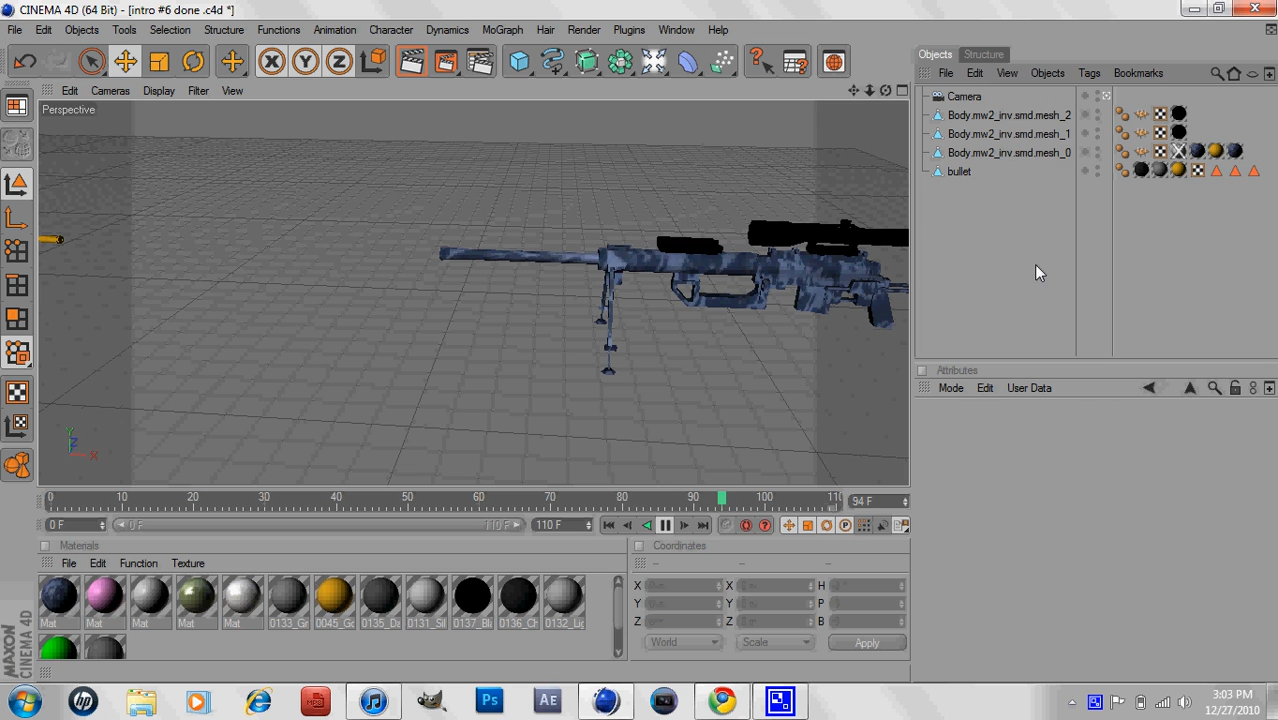 CINEMA 4D (64 Bit) - [intro #6 done .c4d *]
File Edit Objects Tools Selection Structure Functions Animation Character Dynamics MoGraph Hair Render Plugins Window Help
Objects Structure
File Edit View Objects Tags Bookmarks
Edit Cameras Display Filter View
Perspective
Camera
Body.mw2_inv.smd.mesh_2
Body.mw2_inv.smd.mesh_1
Body.mw2_inv.smd.mesh_0
bullet
Attributes
Mode Edit User Data
Y
Z
X
0 10 20 30 40 50 60 70 80 90 100 110 94 F
0 F 0 F 110 F 110 F
Materials
File Edit Function Texture
Mat Mat Mat Mat Mat 0133_Gr 0045_Go 0135_Da 0131_Sil 0137_Bl 0136_Ch 0132_Lig
Coordinates
X X H
Y Y P
Z Z B
World Scale Apply
MAXON
CINEMA 4D
hp Ps AE
3:03 PM
12/27/2010